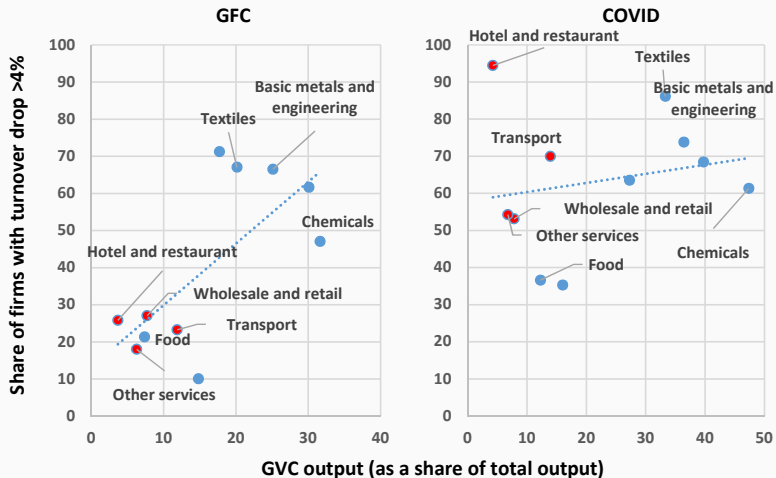 GFC
COVID
Share of firms with turnover drop >4%
100
90
80
70
60
50
40
30
20
10
0
0
10
20
30
40
Basic metals and
engineering
Textiles
Chemicals
Hotel and restaurant
Wholesale and retail
Transport
Food
Other services
100
90
80
70
60
50
40
30
20
10
0
0
10
20
30
40
50
Hotel and restaurant
Textiles
Basic metals and
engineering
Transport
Wholesale and retail
Other services
Chemicals
Food
GVC output (as a share of total output)